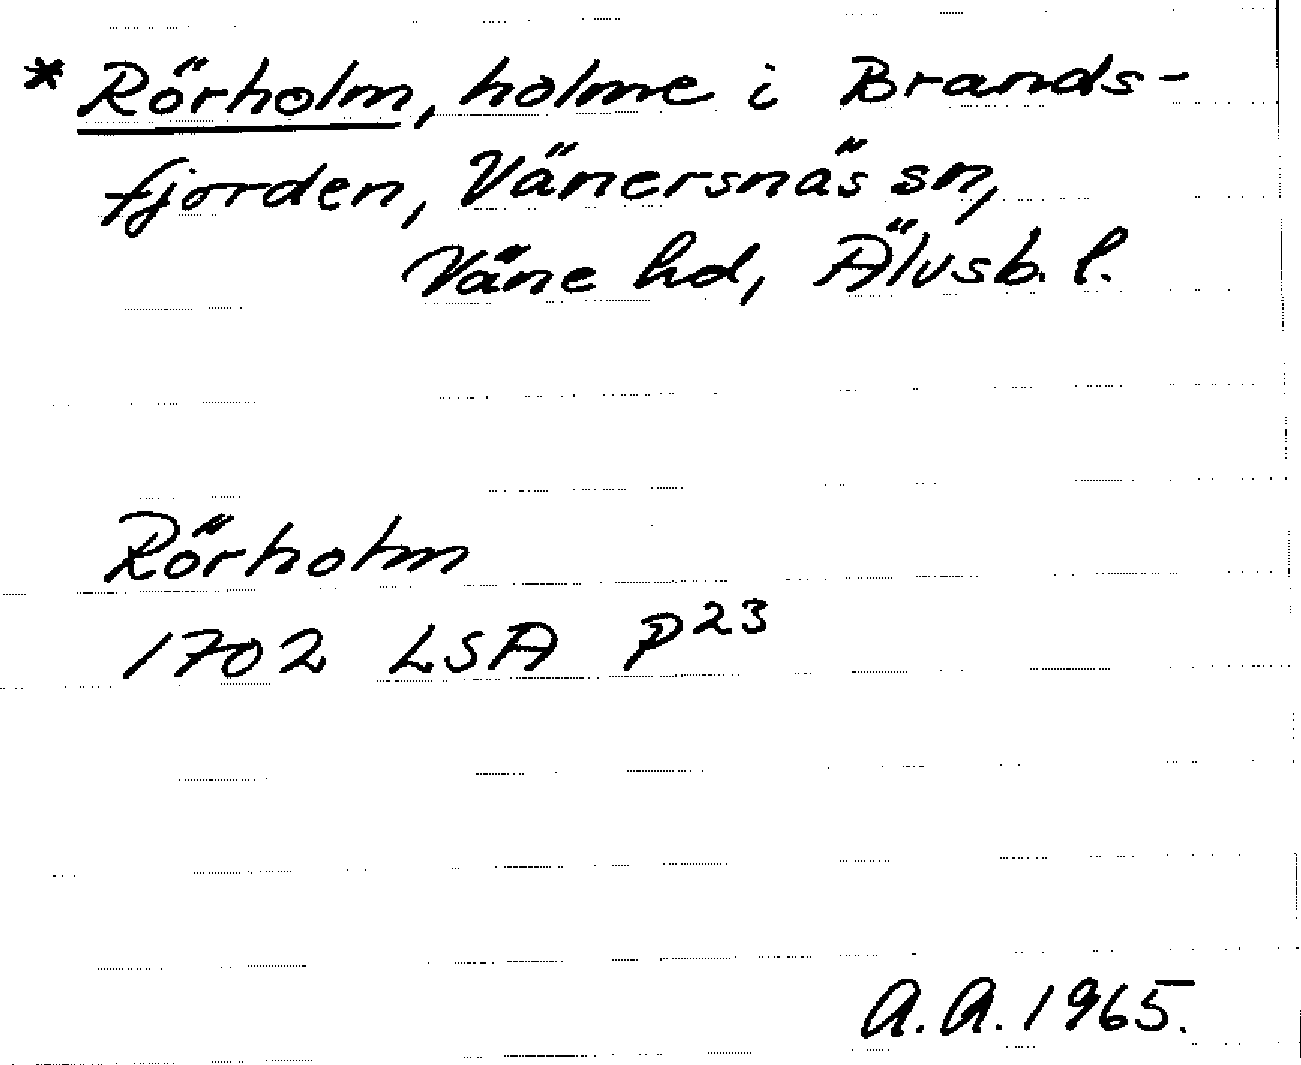 * Rörholm, holme i Brands-
fjorden, Vänersnäs sn,
Väne hd, Älvsb. l.
Rörholm
1702 LSA P23
A.A. 1965.